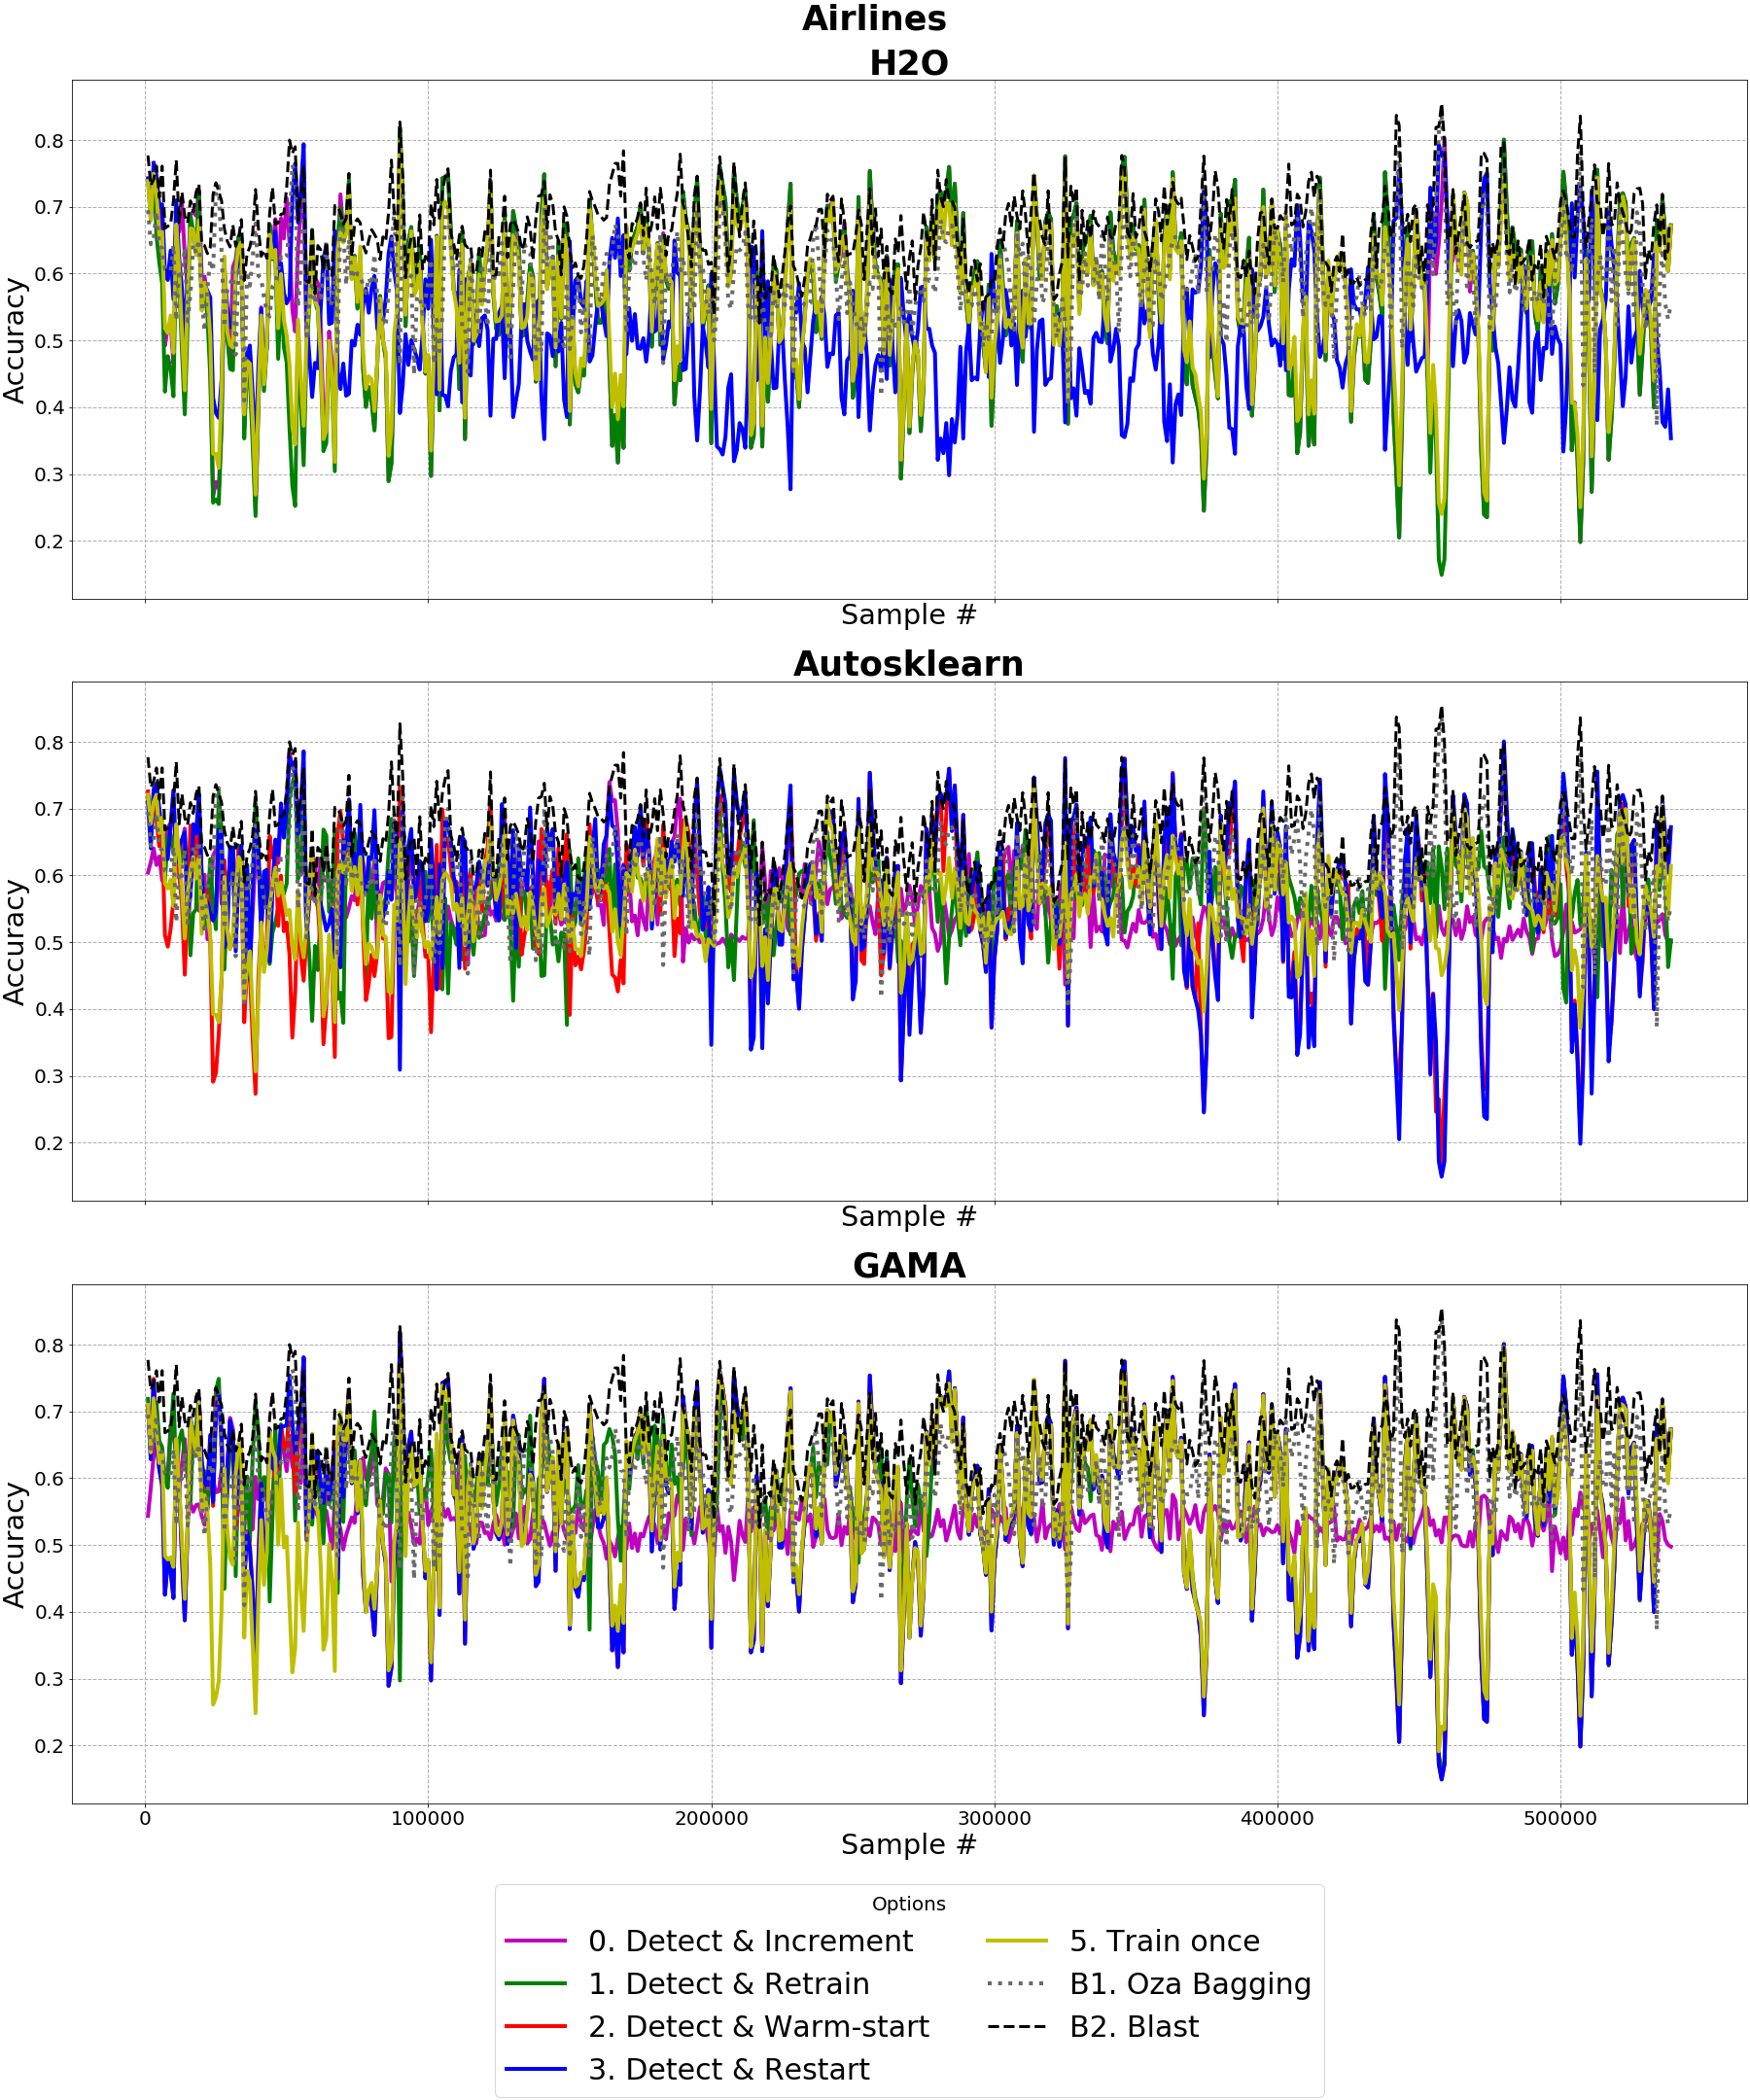 Airlines
H2O
0.8
0.7
0.6
0.5
0.4
0.3
0.2
Accuracy
Sample #
Autosklearn
0.8
0.7
0.6
0.5
0.4
0.3
0.2
Accuracy
Sample #
GAMA
0.8
0.7
0.6
0.5
0.4
0.3
0.2
Accuracy
0 100000 200000 300000 400000 500000
Sample #
Options
0. Detect & Increment
1. Detect & Retrain
2. Detect & Warm-start
3. Detect & Restart
5. Train once
B1. Oza Bagging
B2. Blast